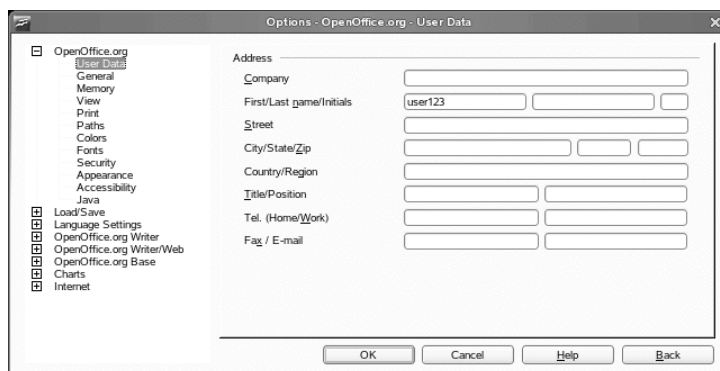 Options - OpenOffice.org - User Data
OpenOffice.org
User Data
General
Memory
View
Print
Paths
Colors
Fonts
Security
Appearance
Accessibility
Java
Load/Save
Language Settings
OpenOffice.org Writer
OpenOffice.org Writer/Web
OpenOffice.org Base
Charts
Internet
Address
Company
First/Last name/Initials
user123
Street
City/State/Zip
Country/Region
Title/Position
Tel. (Home/Work)
Fax / E-mail
OK Cancel Help Back